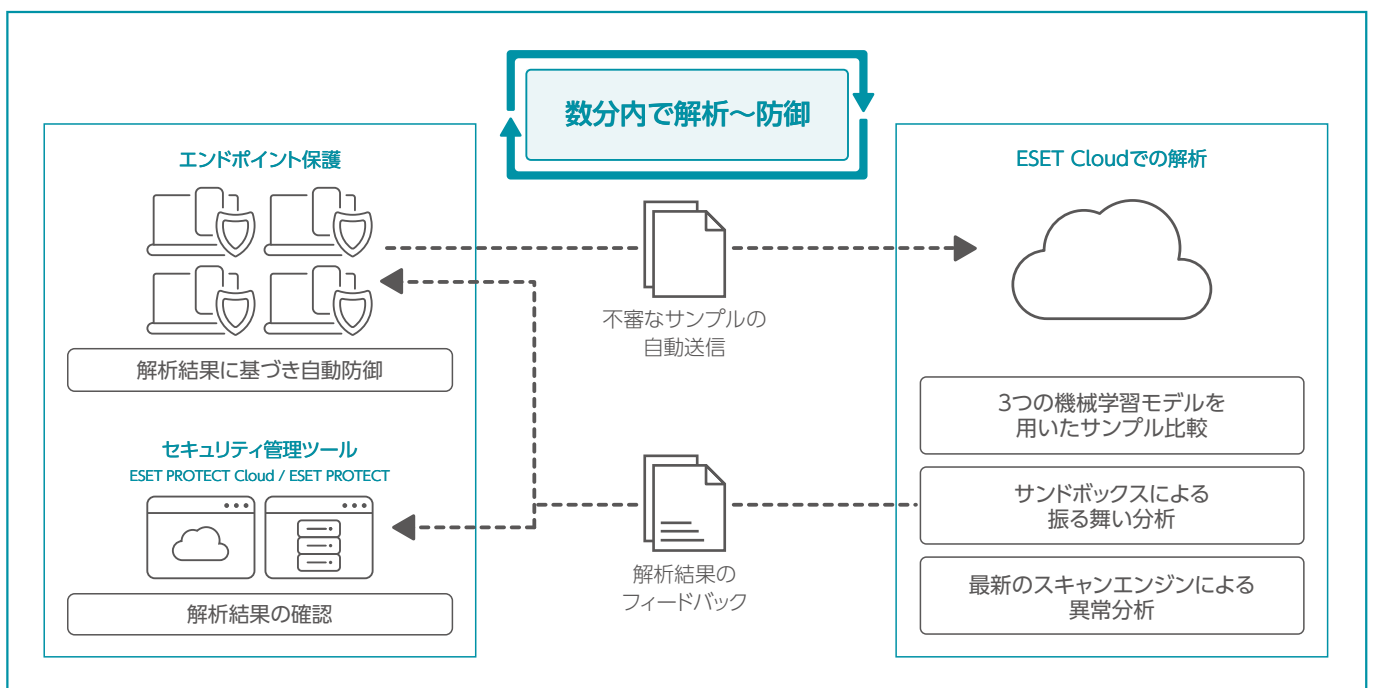 数分内で解析～防御
エンドポイント保護
解析結果に基づき自動防御
セキュリティ管理ツール
ESET PROTECT Cloud / ESET PROTECT
解析結果の確認
不審なサンプルの
自動送信
解析結果の
フィードバック
ESET Cloudでの解析
3つの機械学習モデルを
用いたサンプル比較
サンドボックスによる
振る舞い分析
最新のスキャンエンジンによる
異常分析